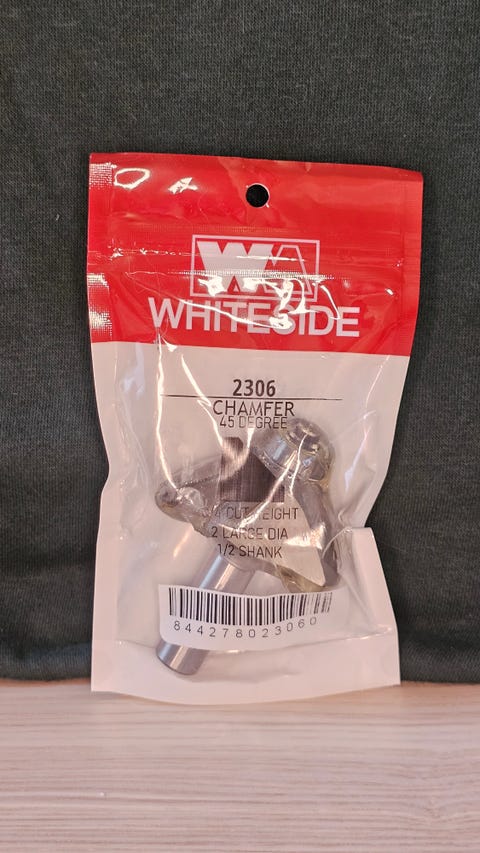 WHITESIDE
2306
CHAMFER
45 DEGREE
CUT HEIGHT
LARGE DIA
1/2 SHANK
844278023060